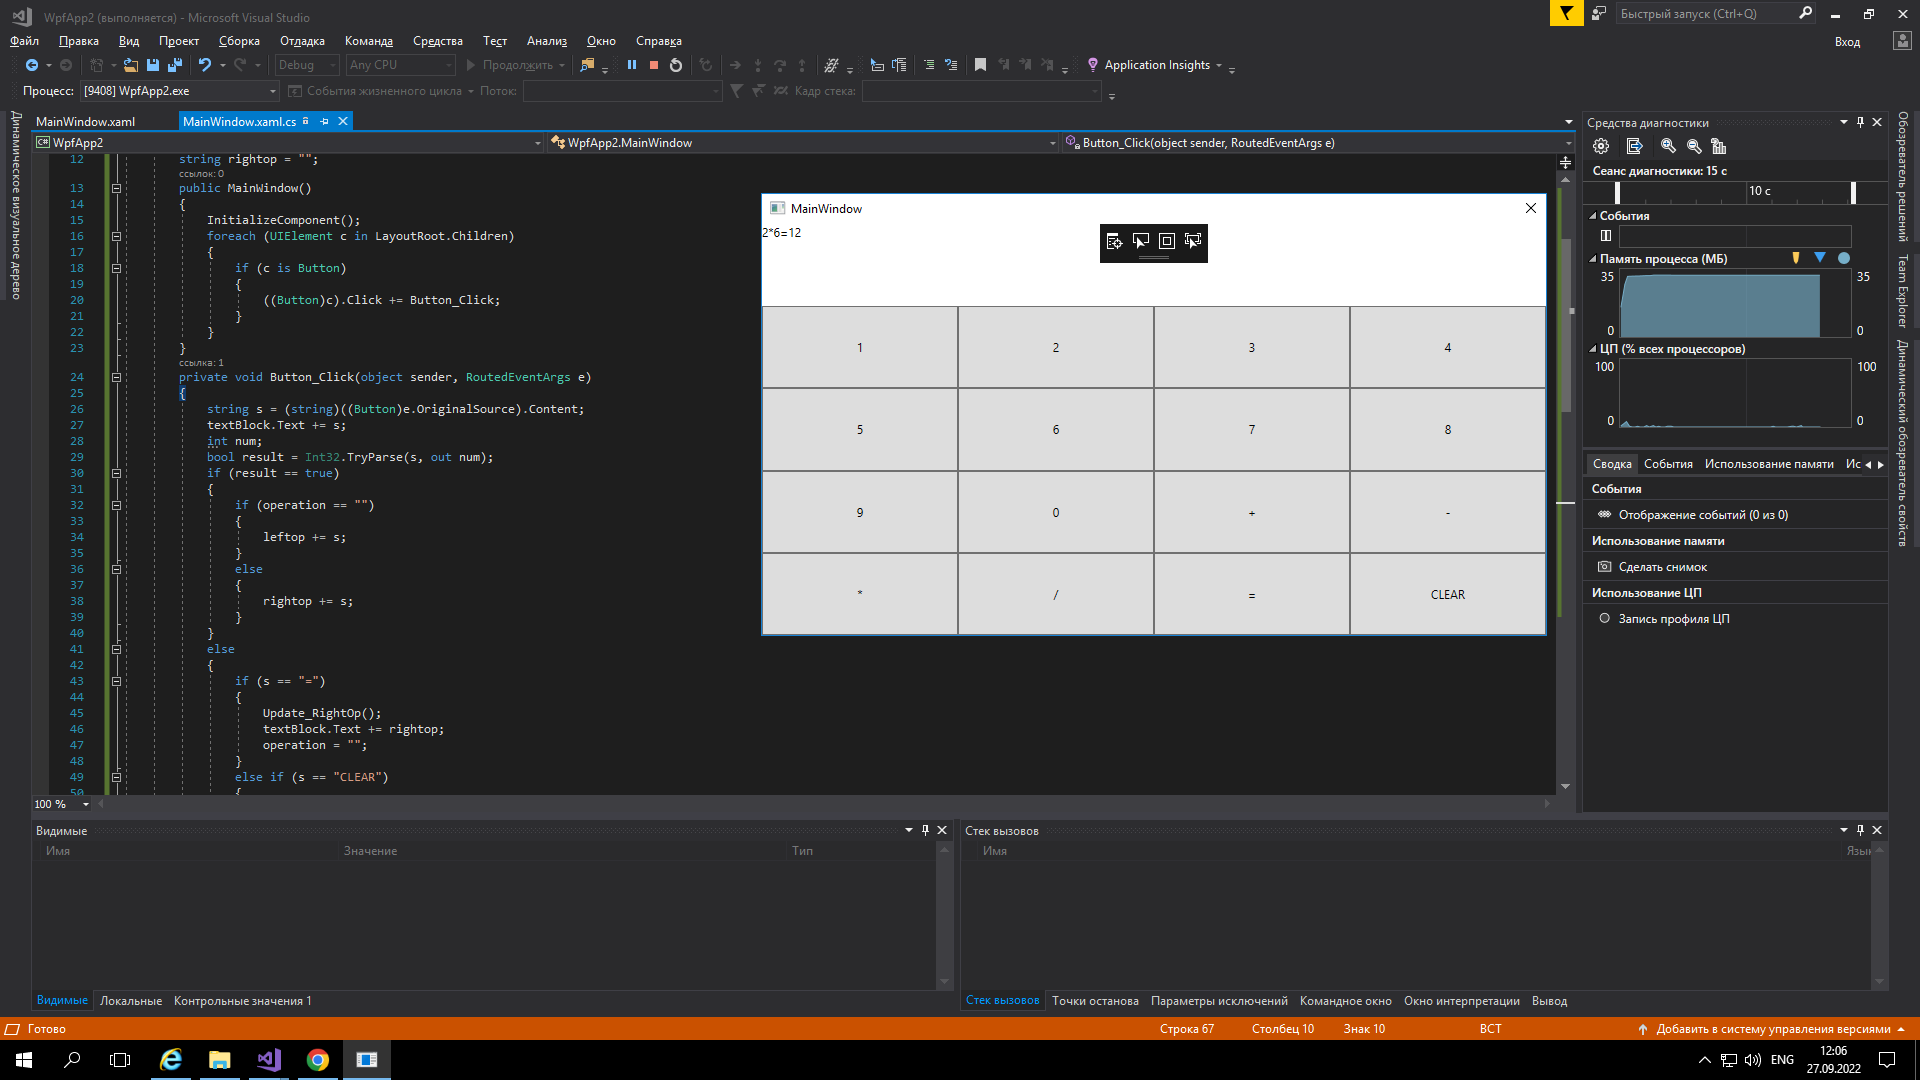 WpfApp2 (выполняется) - Microsoft Visual Studio
Быстрый запуск (Ctrl+Q)
Файл Правка Вид Проект Сборка Отладка Команда Средства Тест Анализ Окно Справка
Вход
Debug Any CPU Продолжить Application Insights
Процесс: [9408] WpfApp2.exe События жизненного цикла Поток: Кадр стека:
Динамическое визуальное дерево
MainWindow.xaml MainWindow.xaml.cs
WpfApp2 WpfApp2.MainWindow Button_Click(object sender, RoutedEventArgs e)
12 string rightop = "";
ссылок: 0
13 public MainWindow()
14 {
15 InitializeComponent();
16 foreach (UIElement c in LayoutRoot.Children)
17 {
18 if (c is Button)
19 {
20 ((Button)c).Click += Button_Click;
21 }
22 }
23 }
ссылка: 1
24 private void Button_Click(object sender, RoutedEventArgs e)
25 {
26 string s = (string)((Button)e.OriginalSource).Content;
27 textBlock.Text += s;
28 int num;
29 bool result = Int32.TryParse(s, out num);
30 if (result == true)
31 {
32 if (operation == "")
33 {
34 leftop += s;
35 }
36 else
37 {
38 rightop += s;
39 }
40 }
41 else
42 {
43 if (s == "=")
44 {
45 Update_RightOp();
46 textBlock.Text += rightop;
47 operation = "";
48 }
49 else if (s == "CLEAR")
50 {
100 %
MainWindow
2*6=12
1 2 3 4
5 6 7 8
9 0 + -
* / = CLEAR
Средства диагностики
Сеанс диагностики: 15 с
10 с
События
Память процесса (МБ)
35 35
0 0
ЦП (% всех процессоров)
100 100
0 0
Сводка События Использование памяти Ис
События
Отображение событий (0 из 0)
Использование памяти
Сделать снимок
Использование ЦП
Запись профиля ЦП
Обозреватель решений
Team Explorer
Динамический обозреватель свойств
Видимые
Имя Значение Тип
Видимые Локальные Контрольные значения 1
Стек вызовов
Имя Язык
Стек вызовов Точки останова Параметры исключений Командное окно Окно интерпретации Вывод
Готово Строка 67 Столбец 10 Знак 10 ВСТ Добавить в систему управления версиями
ENG
12:06
27.09.2022